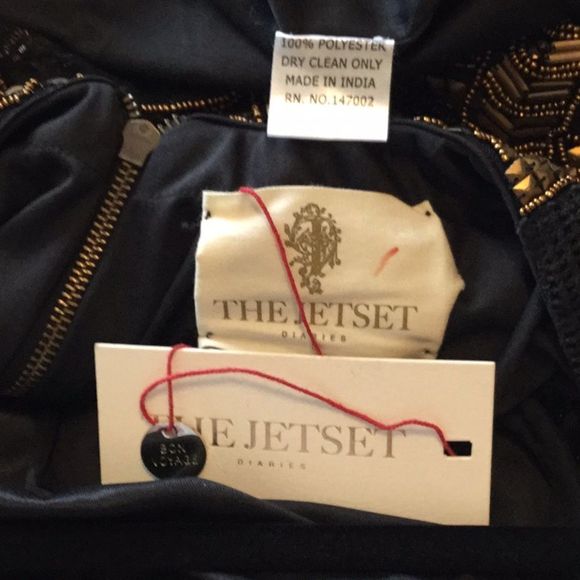 100% POLYESTER
DRY CLEAN ONLY
MADE IN INDIA
RN. NO.147002
THE JETSET
DIARIES
THE JETSET
DIARIES
BON
VOYAGE